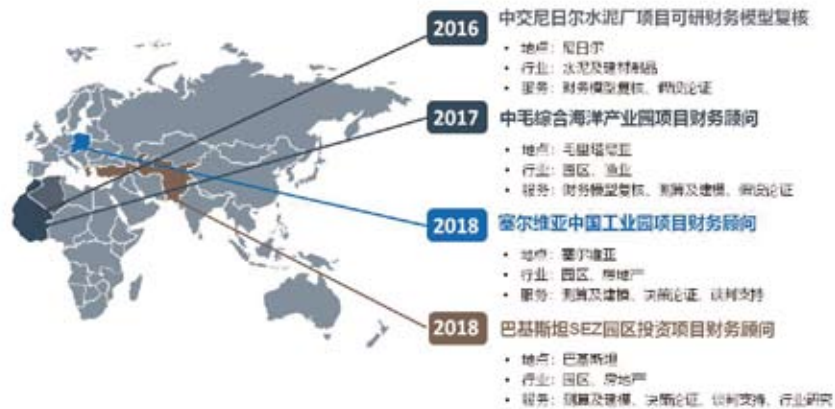 2016
中交尼日尔水泥厂项目可研财务模型复核
• 地点：尼日尔
• 行业：水泥及建材制品
• 服务：财务模型复核、假设论证
2017
中毛综合海洋产业园项目财务顾问
• 地点：毛里塔尼亚
• 行业：园区、渔业
• 服务：财务模型复核、测算及建模、假设论证
2018
塞尔维亚中国工业园项目财务顾问
• 地点：塞尔维亚
• 行业：园区、房地产
• 服务：测算及建模、决策论证、谈判支持
2018
巴基斯坦SEZ园区投资项目财务顾问
• 地点：巴基斯坦
• 行业：园区、房地产
• 服务：测算及建模、决策论证、谈判支持、行业研究